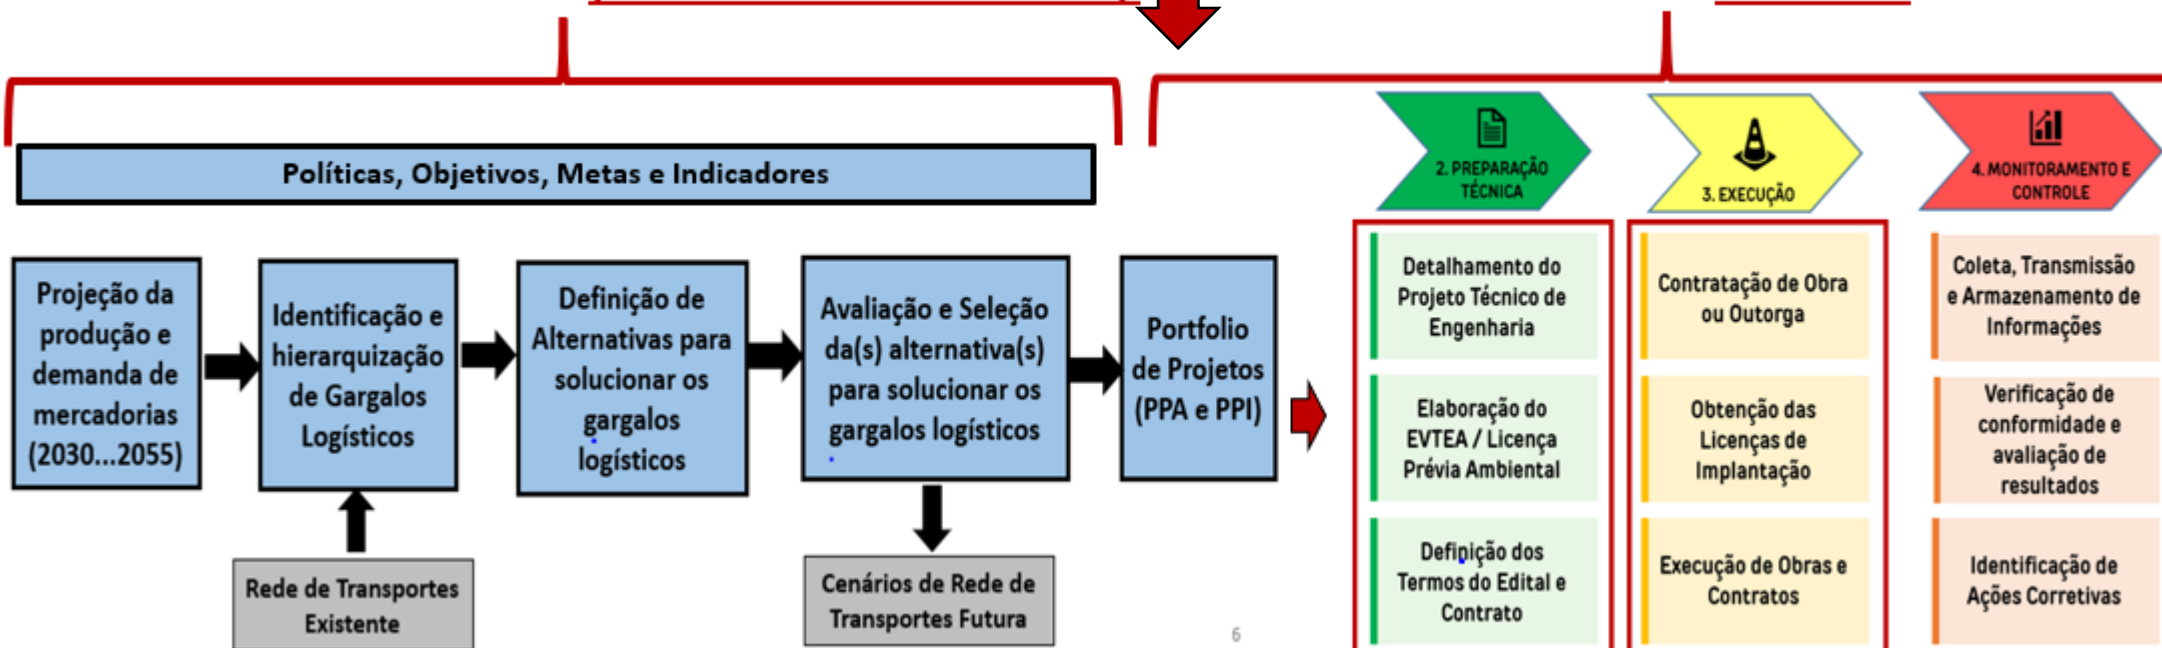 Políticas, Objetivos, Metas e Indicadores
Projeção da
produção e
demanda de
mercadorias
(2030...2055)
Identificação e
hierarquização
de Gargalos
Logísticos
Definição de
Alternativas para
solucionar os
gargalos
logísticos
Avaliação e Seleção
da(s) alternativa(s)
para solucionar os
gargalos logísticos
Portfolio
de Projetos
(PPA e PPI)
Rede de Transportes
Existente
Cenários de Rede de
Transportes Futura
6
2. PREPARAÇÃO
TÉCNICA
Detalhamento do
Projeto Técnico de
Engenharia
Elaboração do
EVTEA / Licença
Prévia Ambiental
Definição dos
Termos do Edital e
Contrato
3. EXECUÇÃO
Contratação de Obra
ou Outorga
Obtenção das
Licenças de
Implantação
Execução de Obras e
Contratos
4. MONITORAMENTO E
CONTROLE
Coleta, Transmissão
e Armazenamento de
Informações
Verificação de
conformidade e
avaliação de
resultados
Identificação de
Ações Corretivas